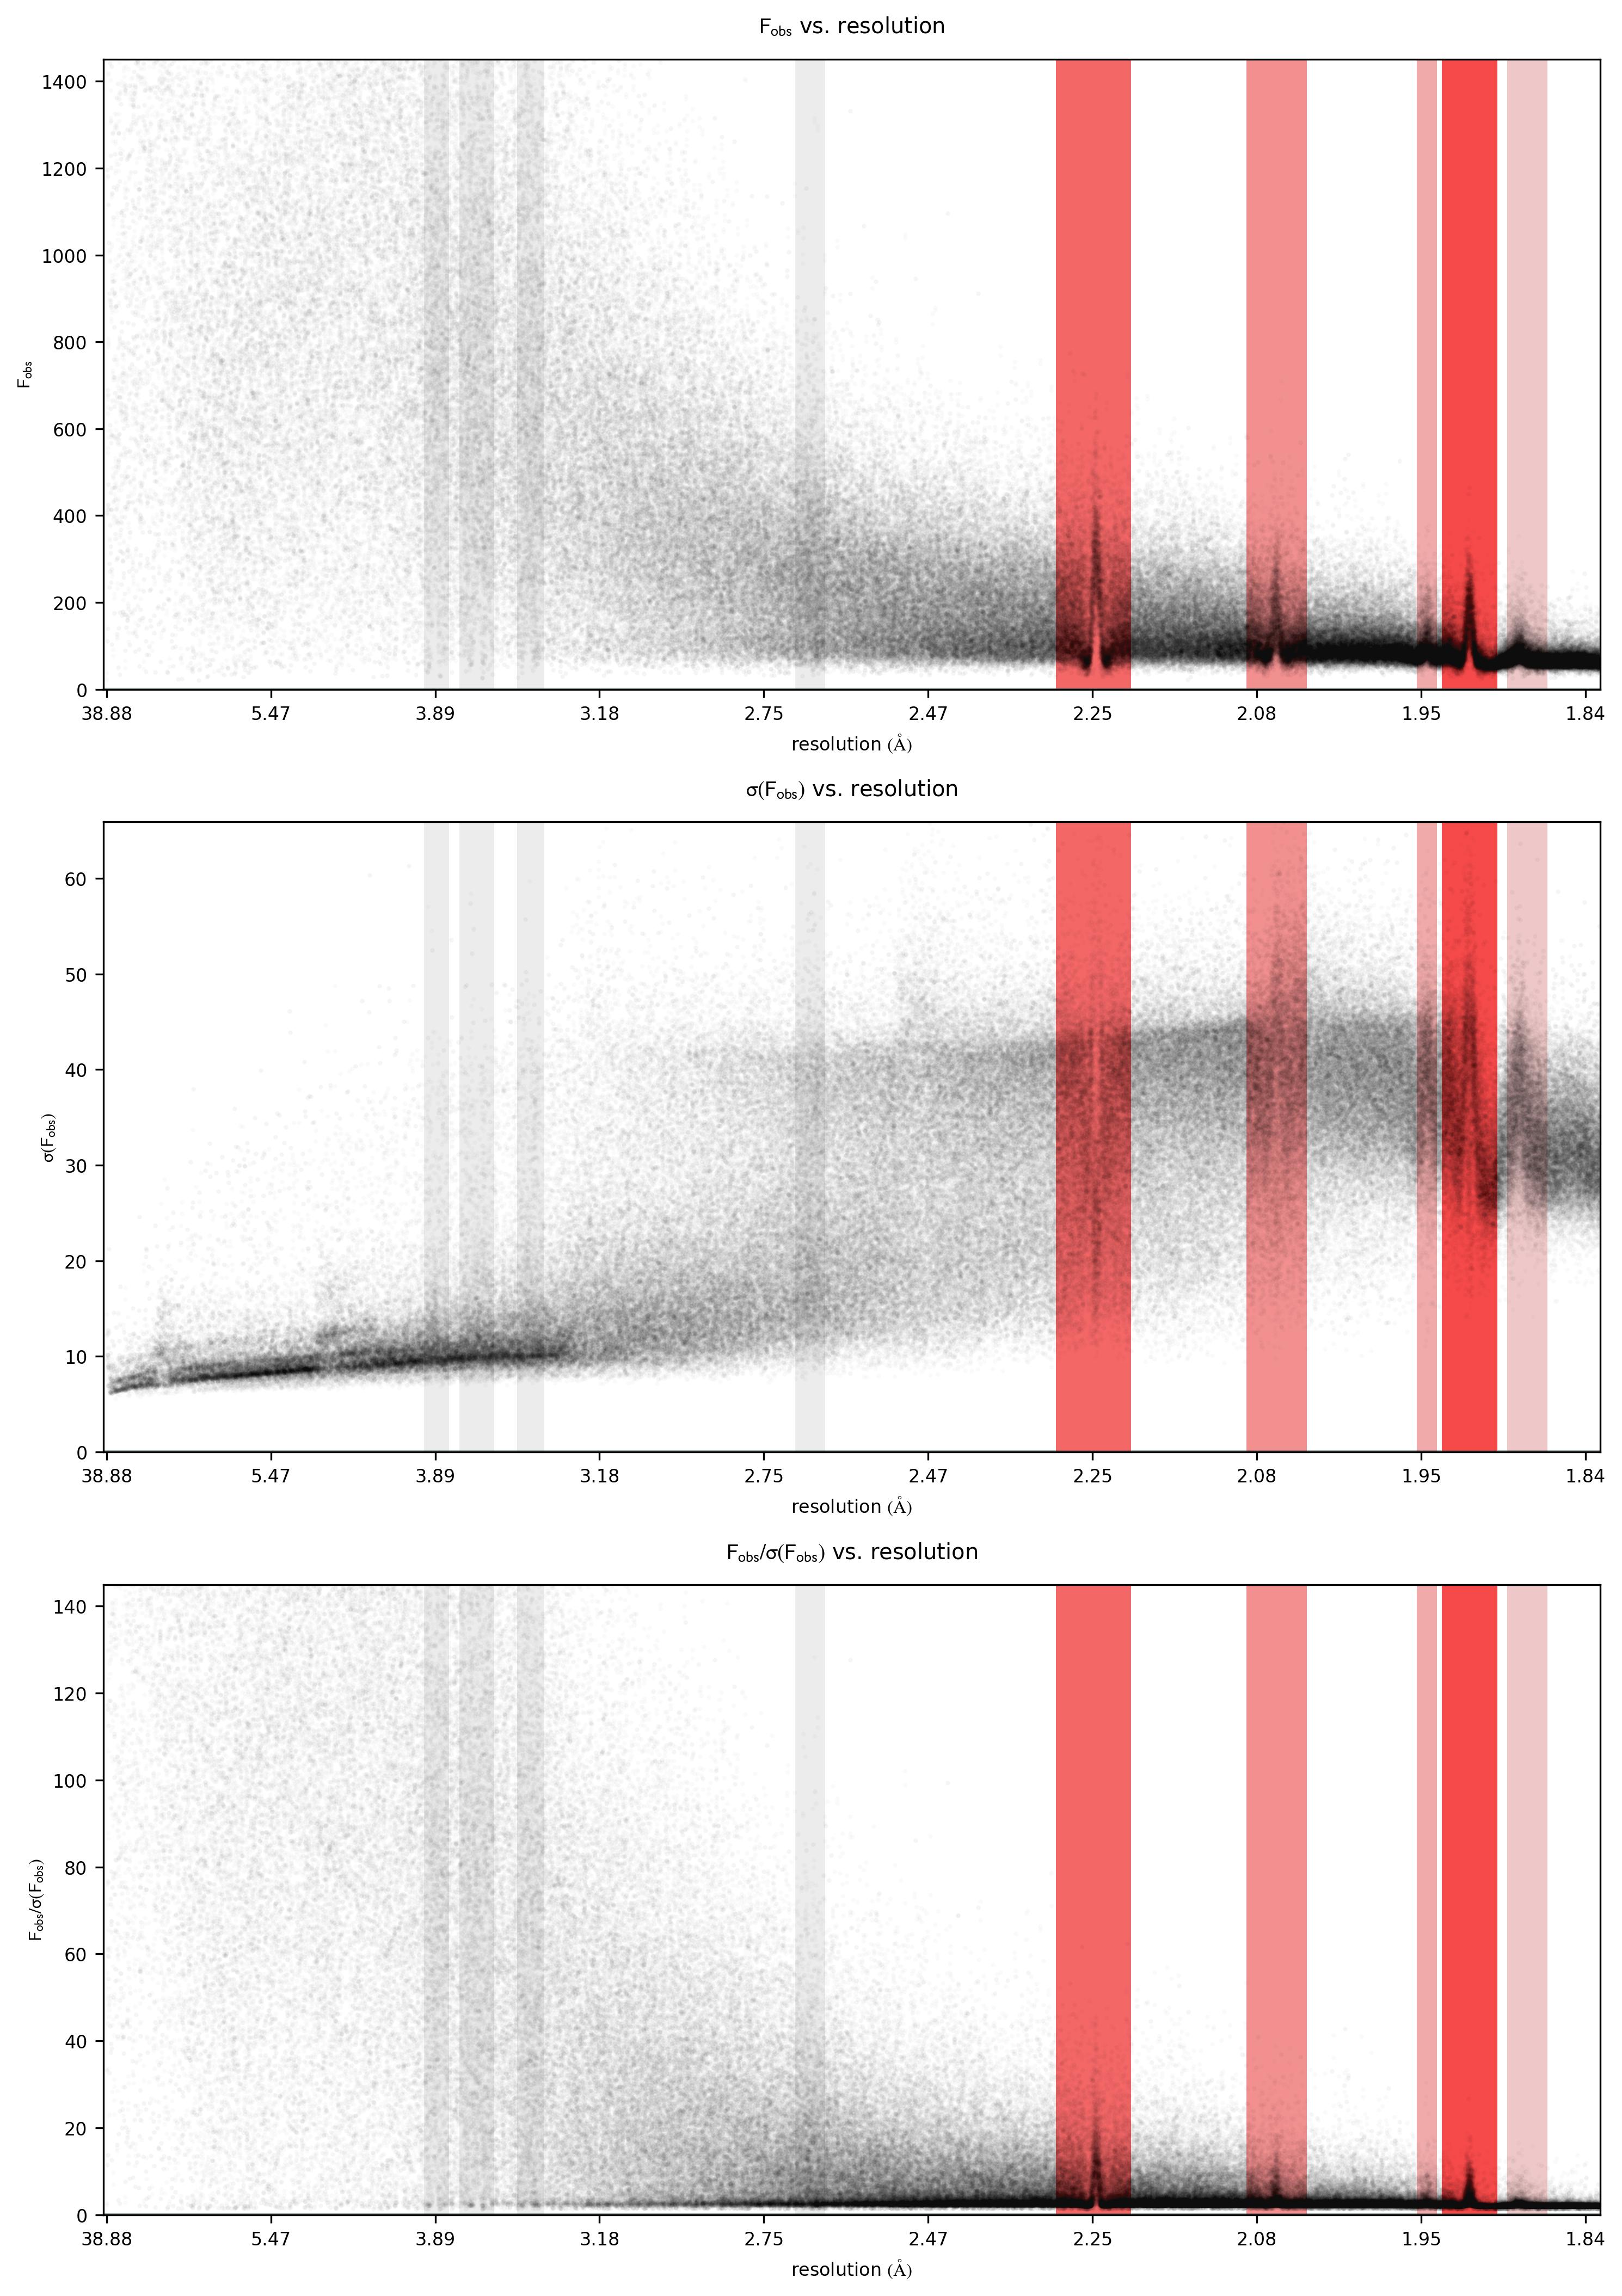 Fobs vs. resolution
1400
1200
1000
800
600
400
200
0
Fobs
38.88 5.47 3.89 3.18 2.75 2.47 2.25 2.08 1.95 1.84
resolution (Å)
σ(Fobs) vs. resolution
60
50
40
30
20
10
0
σ(Fobs)
38.88 5.47 3.89 3.18 2.75 2.47 2.25 2.08 1.95 1.84
resolution (Å)
Fobs/σ(Fobs) vs. resolution
140
120
100
80
60
40
20
0
Fobs/σ(Fobs)
38.88 5.47 3.89 3.18 2.75 2.47 2.25 2.08 1.95 1.84
resolution (Å)